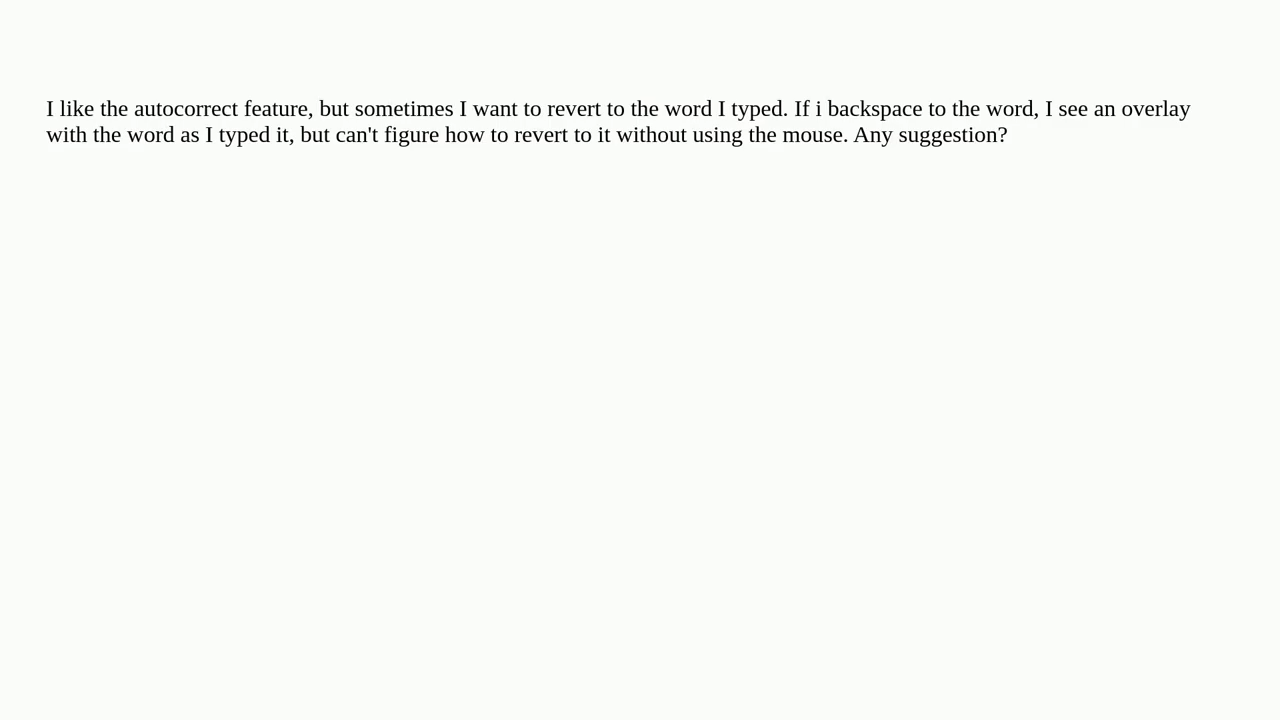 I like the autocorrect feature, but sometimes I want to revert to the word I typed. If i backspace to the word, I see an overlay
with the word as I typed it, but can't figure how to revert to it without using the mouse. Any suggestion?